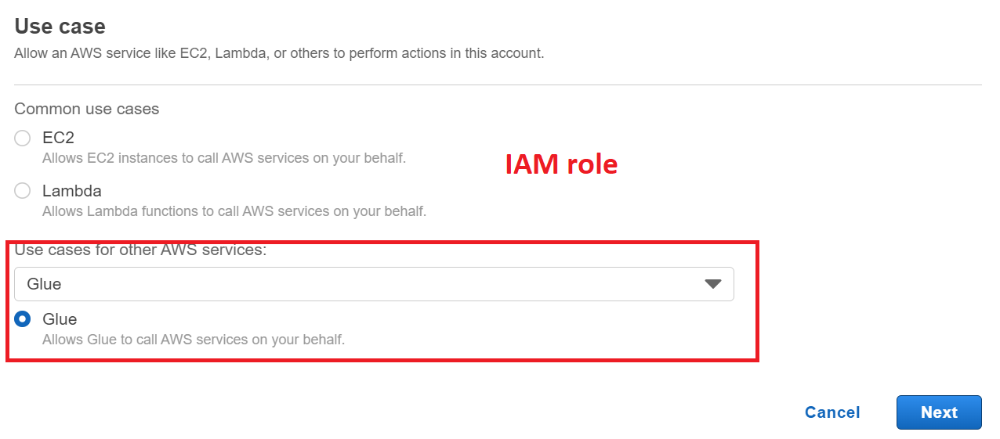 Use case
Allow an AWS service like EC2, Lambda, or others to perform actions in this account.
Common use cases
EC2
Allows EC2 instances to call AWS services on your behalf.
IAM role
Lambda
Allows Lambda functions to call AWS services on your behalf.
Use cases for other AWS services:
Glue
Glue
Allows Glue to call AWS services on your behalf.
Cancel
Next